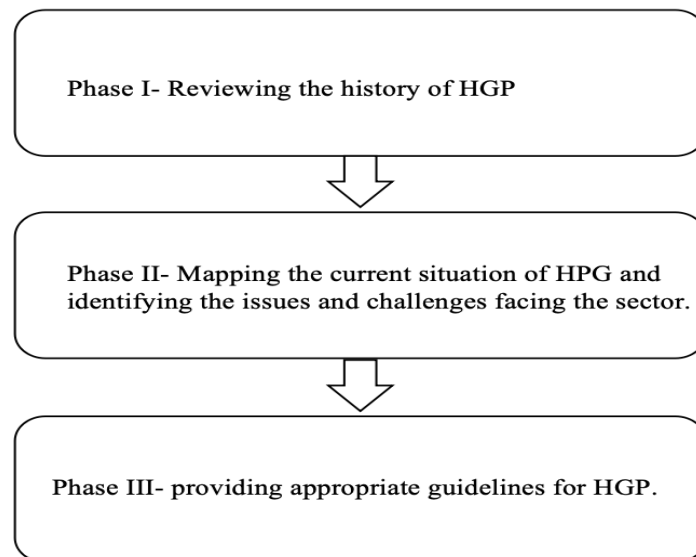 Phase I- Reviewing the history of HGP
Phase II- Mapping the current situation of HPG and
identifying the issues and challenges facing the sector.
Phase III- providing appropriate guidelines for HGP.